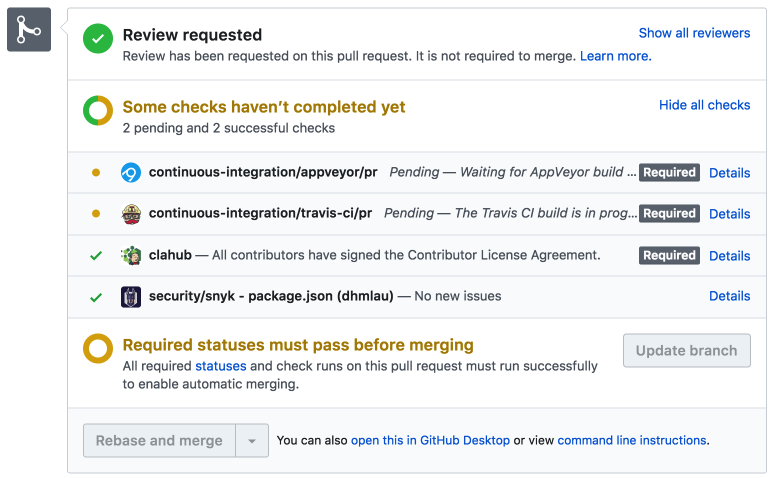 Review requested
Show all reviewers
Review has been requested on this pull request. It is not required to merge. Learn more.
Some checks haven’t completed yet
Hide all checks
2 pending and 2 successful checks
continuous-integration/appveyor/pr Pending — Waiting for AppVeyor build ... Required Details
continuous-integration/travis-ci/pr Pending — The Travis CI build is in prog... Required Details
clahub — All contributors have signed the Contributor License Agreement. Required Details
security/snyk - package.json (dhmlau) — No new issues Details
Required statuses must pass before merging
Update branch
All required statuses and check runs on this pull request must run successfully
to enable automatic merging.
Rebase and merge
You can also open this in GitHub Desktop or view command line instructions.